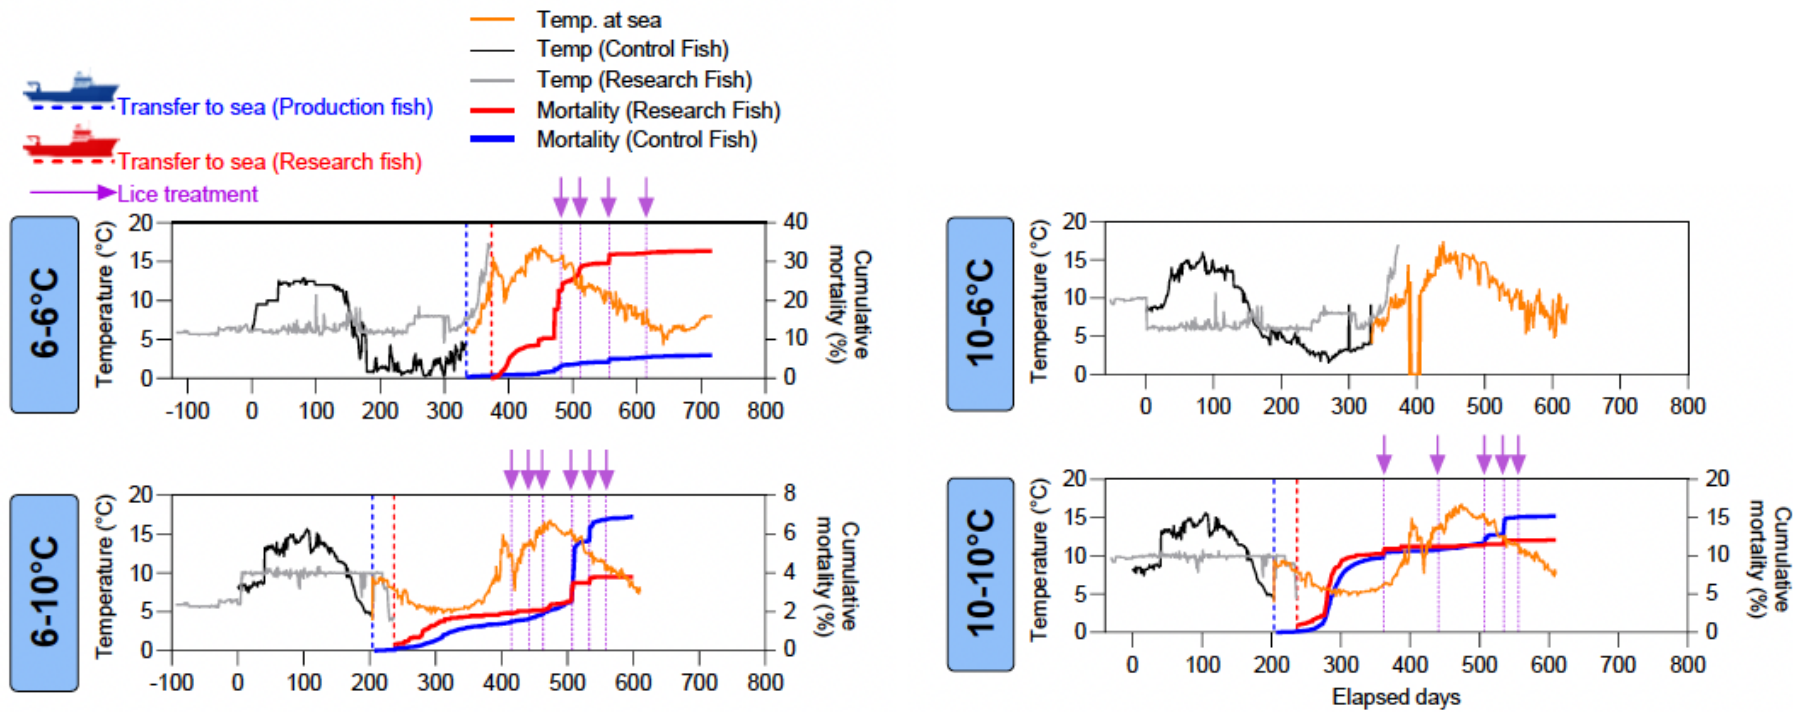 Temp. at sea
Temp (Control Fish)
Temp (Research Fish)
Mortality (Research Fish)
Mortality (Control Fish)
Transfer to sea (Production fish)
Transfer to sea (Research fish)
Lice treatment
6-6°C
Temperature (°C)
20
15
10
5
0
40
30
20
10
0
Cumulative
mortality (%)
-100 0 100 200 300 400 500 600 700 800
10-6°C
Temperature (°C)
20
15
10
5
0
0 100 200 300 400 500 600 700 800
6-10°C
Temperature (°C)
20
15
10
5
0
8
6
4
2
0
Cumulative
mortality (%)
-100 0 100 200 300 400 500 600 700 800
10-10°C
Temperature (°C)
20
15
10
5
0
20
15
10
5
0
Cumulative
mortality (%)
0 100 200 300 400 500 600 700 800
Elapsed days